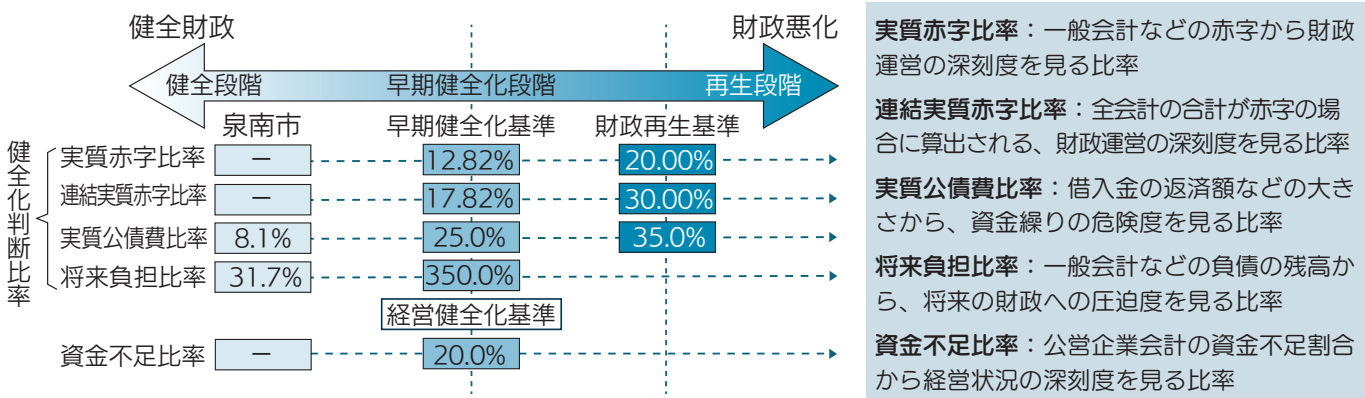 健全財政 財政悪化
健全段階 早期健全化段階 再生段階
泉南市 早期健全化基準 財政再生基準
健全化判断比率
実質赤字比率 － 12.82% 20.00%
連結実質赤字比率 － 17.82% 30.00%
実質公債費比率 8.1% 25.0% 35.0%
将来負担比率 31.7% 350.0%
経営健全化基準
資金不足比率 － 20.0%
実質赤字比率：一般会計などの赤字から財政
運営の深刻度を見る比率
連結実質赤字比率：全会計の合計が赤字の場
合に算出される、財政運営の深刻度を見る比率
実質公債費比率：借入金の返済額などの大き
さから、資金繰りの危険度を見る比率
将来負担比率：一般会計などの負債の残高か
ら、将来の財政への圧迫度を見る比率
資金不足比率：公営企業会計の資金不足割合
から経営状況の深刻度を見る比率